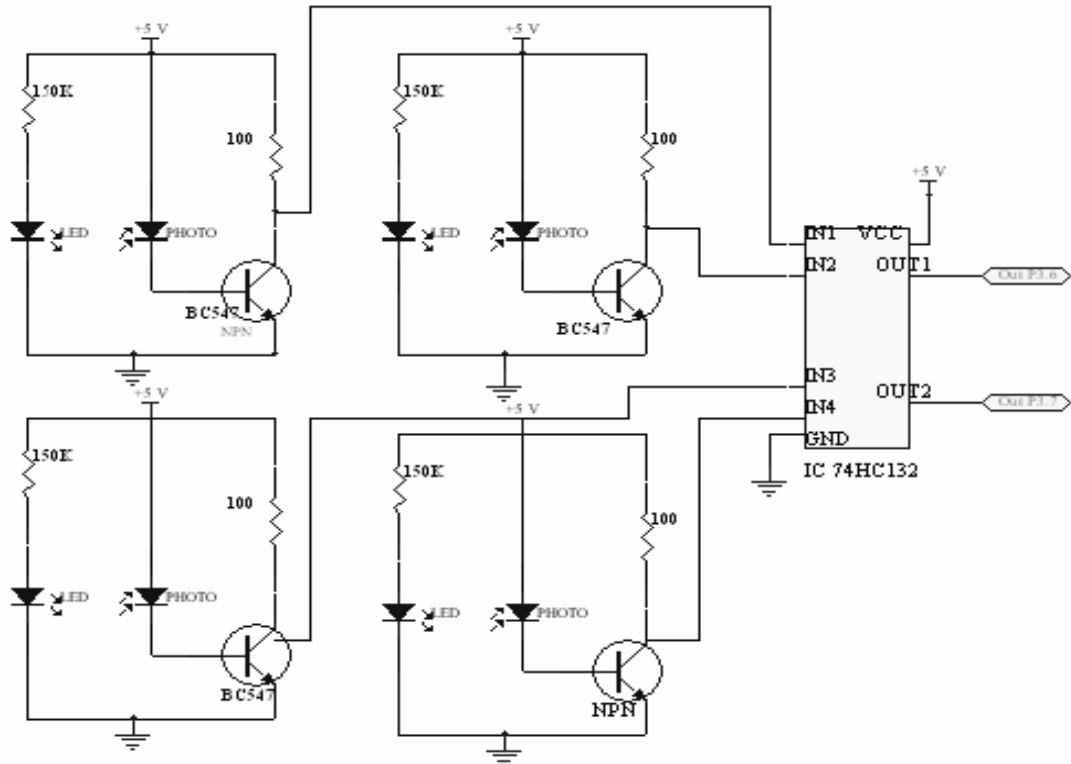 +5 V
+5 V
150K
150K
100
100
+5 V
LED
PHOTO
LED
PHOTO
IN1
VCC
IN2
OUT1
Out P3.6
BC547
NPN
BC547
IN3
+5 V
+5 V
OUT2
Out P3.7
IN4
GND
150K
150K
IC 74HC132
100
100
LED
PHOTO
LED
PHOTO
BC547
NPN